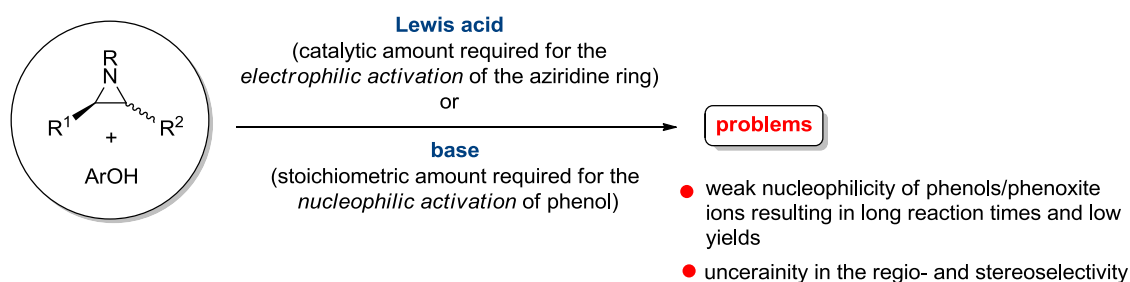 Lewis acid
(catalytic amount required for the
electrophilic activation of the aziridine ring)
or
base
(stoichiometric amount required for the
nucleophilic activation of phenol)
R
N
R1
R2
+
ArOH
problems
weak nucleophilicity of phenols/phenoxite
ions resulting in long reaction times and low
yields
uncerainity in the regio- and stereoselectivity